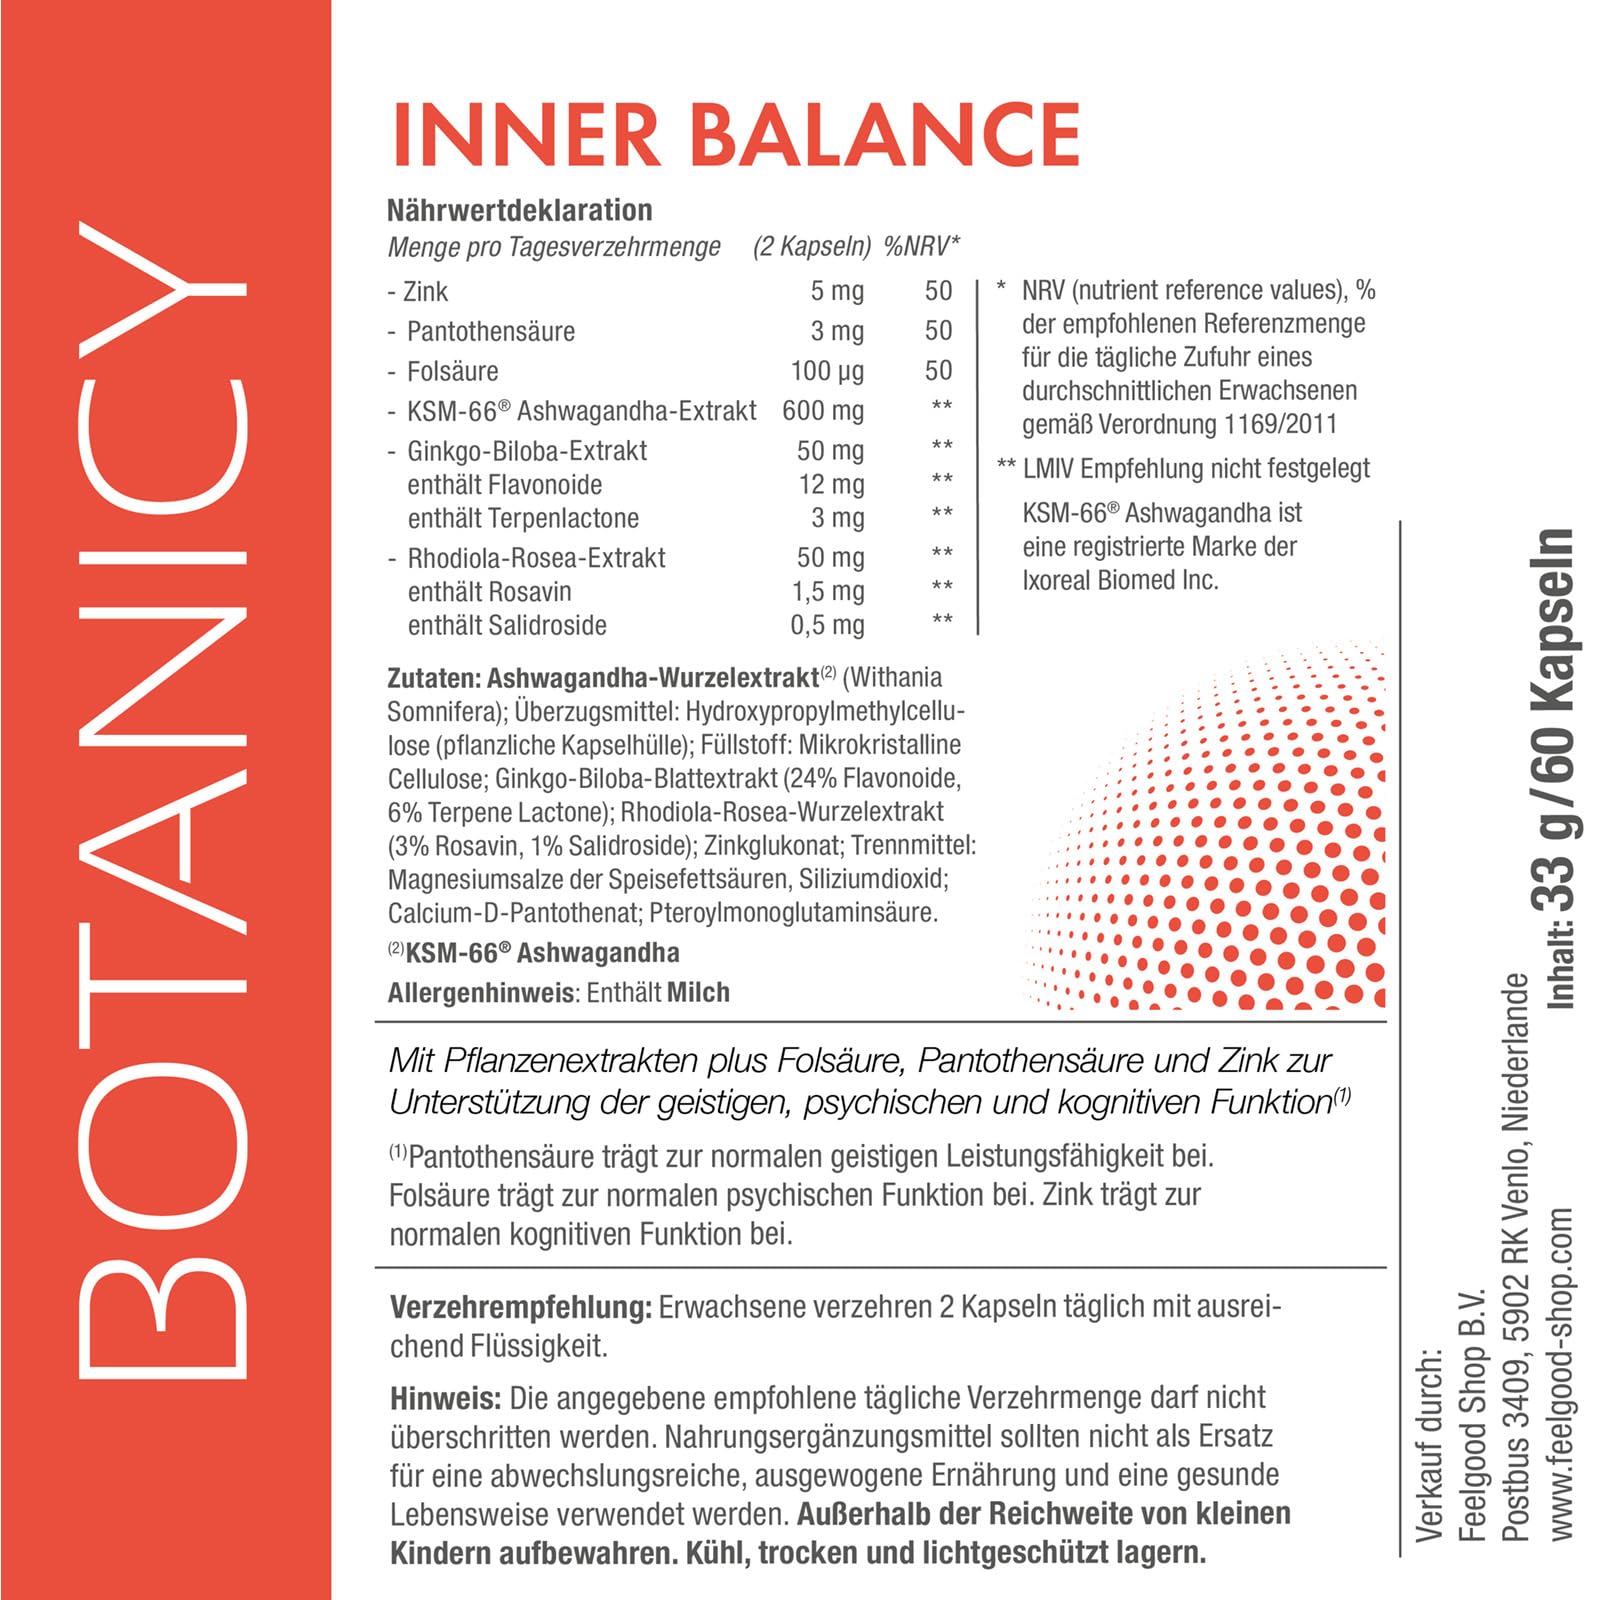 BOTANICY
INNER BALANCE
Nährwertdeklaration
Menge pro Tagesverzehrmenge (2 Kapseln) %NRV*
- Zink 5 mg 50
- Pantothensäure 3 mg 50
- Folsäure 100 µg 50
- KSM-66® Ashwagandha-Extrakt 600 mg **
- Ginkgo-Biloba-Extrakt 50 mg **
enthält Flavonoide 12 mg **
enthält Terpenlactone 3 mg **
- Rhodiola-Rosea-Extrakt 50 mg **
enthält Rosavin 1,5 mg **
enthält Salidroside 0,5 mg **
* NRV (nutrient reference values), %
der empfohlenen Referenzmenge
für die tägliche Zufuhr eines
durchschnittlichen Erwachsenen
gemäß Verordnung 1169/2011
** LMIV Empfehlung nicht festgelegt
KSM-66® Ashwagandha ist
eine registrierte Marke der
Ixoreal Biomed Inc.
Zutaten: Ashwagandha-Wurzelextrakt(2) (Withania
Somnifera); Überzugsmittel: Hydroxypropylmethylcellu-
lose (pflanzliche Kapselhülle); Füllstoff: Mikrokristalline
Cellulose; Ginkgo-Biloba-Blattextrakt (24% Flavonoide,
6% Terpene Lactone); Rhodiola-Rosea-Wurzelextrakt
(3% Rosavin, 1% Salidroside); Zinkglukonat; Trennmittel:
Magnesiumsalze der Speisefettsäuren, Siliziumdioxid;
Calcium-D-Pantothenat; Pteroylmonoglutaminsäure.
(2)KSM-66® Ashwagandha
Allergenhinweis: Enthält Milch
Mit Pflanzenextrakten plus Folsäure, Pantothensäure und Zink zur
Unterstützung der geistigen, psychischen und kognitiven Funktion(1)
(1)Pantothensäure trägt zur normalen geistigen Leistungsfähigkeit bei.
Folsäure trägt zur normalen psychischen Funktion bei. Zink trägt zur
normalen kognitiven Funktion bei.
Verzehrempfehlung: Erwachsene verzehren 2 Kapseln täglich mit ausrei-
chend Flüssigkeit.
Hinweis: Die angegebene empfohlene tägliche Verzehrmenge darf nicht
überschritten werden. Nahrungsergänzungsmittel sollten nicht als Ersatz
für eine abwechslungsreiche, ausgewogene Ernährung und eine gesunde
Lebensweise verwendet werden. Außerhalb der Reichweite von kleinen
Kindern aufbewahren. Kühl, trocken und lichtgeschützt lagern.
Verkauf durch:
Feelgood Shop B.V.
Postbus 3409, 5902 RK Venlo, Niederlande
www.feelgood-shop.com
Inhalt: 33 g/60 Kapseln